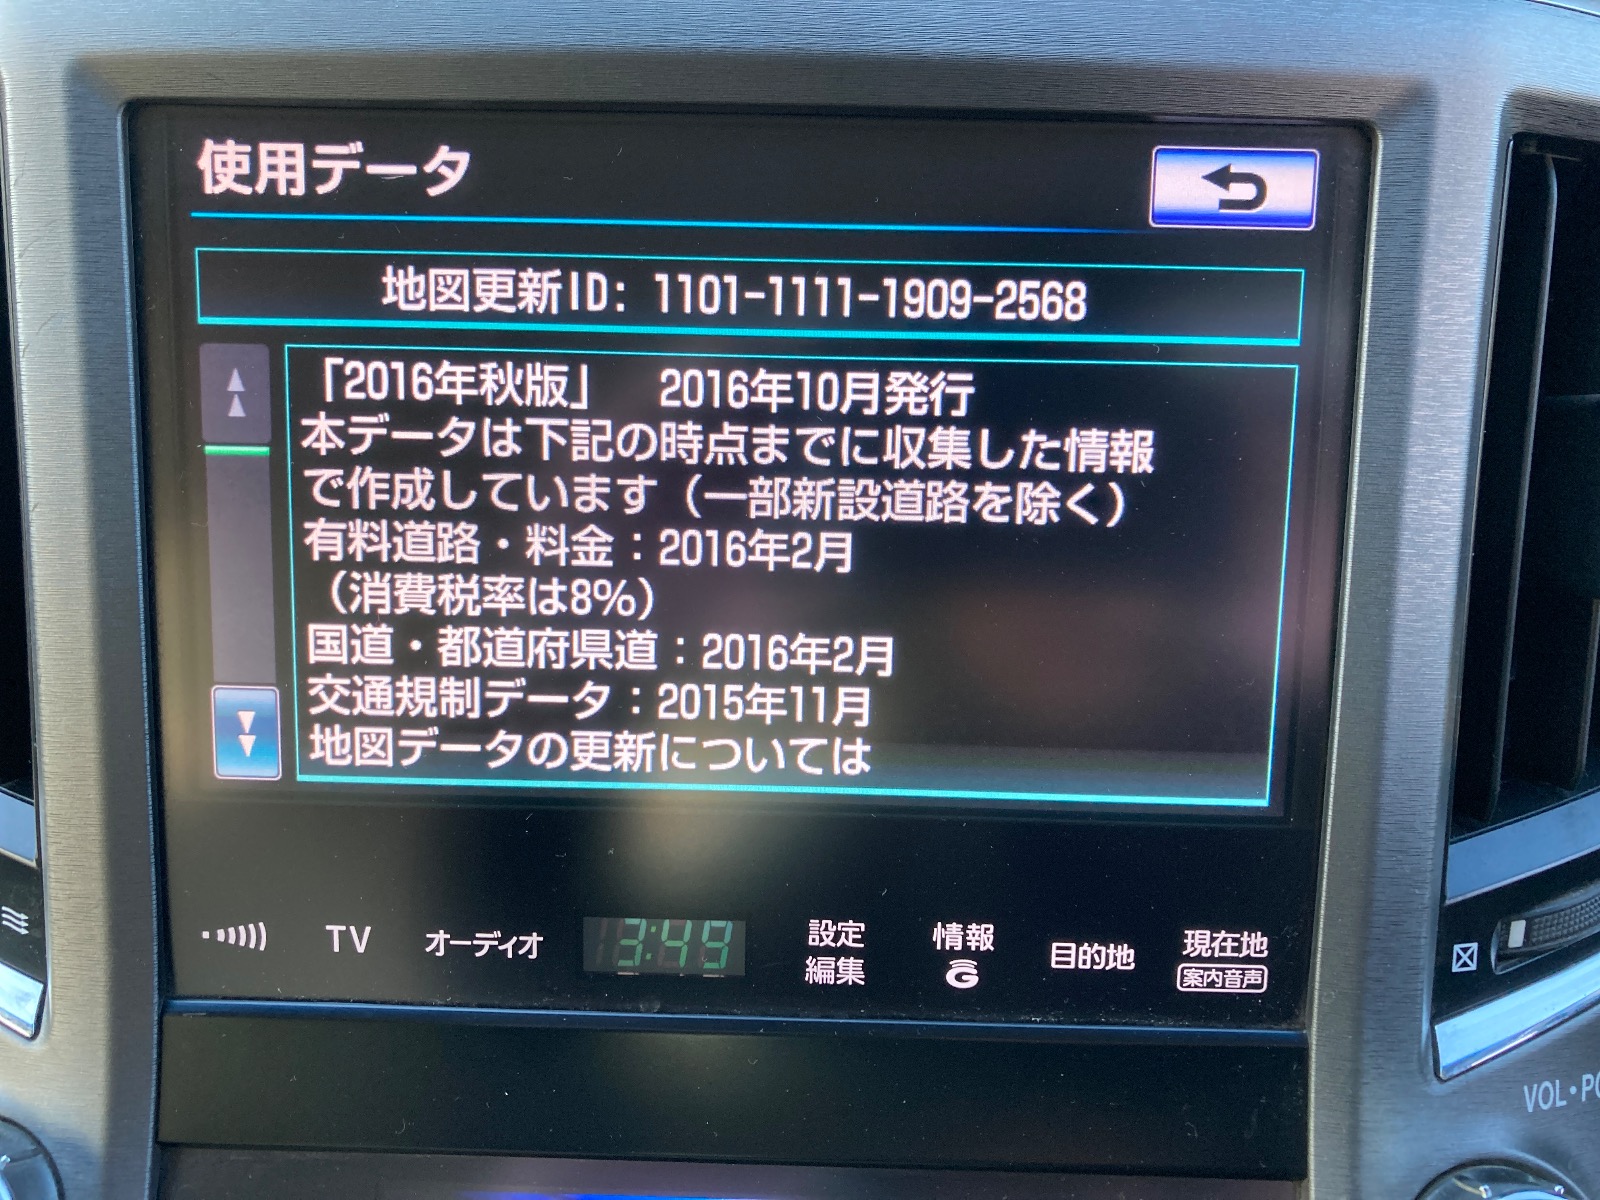 使用データ
地図更新ID: 1101-1111-1909-2568
「2016年秋版」 2016年10月発行
本データは下記の時点までに収集した情報
で作成しています（一部新設道路を除く）
有料道路・料金：2016年2月
（消費税率は8%）
国道・都道府県道：2016年2月
交通規制データ：2015年11月
地図データの更新については
TV
オーディオ
3:49
設定
編集
情報
G
目的地
現在地
案内音声
VOL・